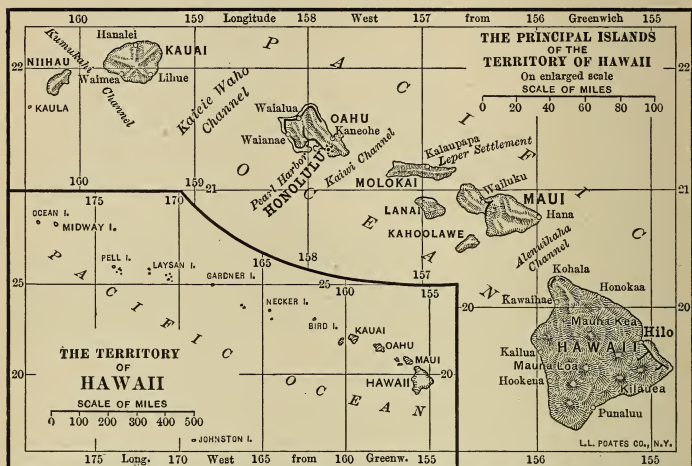 160 159 Longitude 158 West 157 from 156 Greenwich 155
THE PRINCIPAL ISLANDS
OF THE
TERRITORY OF HAWAII
On enlarged scale
SCALE OF MILES
0 20 40 60 80 100
Hanalei
KAUAI
NIIHAU
Waimea
Lihue
KAULA
Kumukahi
Channel
Kaieie Waho
Channel
PACIFIC
OCEAN
22
22
Waialua
OAHU
Kaneohe
Waianae
Pearl Harbor
HONOLULU
Kaiwi Channel
Kalaupapa
Leper Settlement
MOLOKAI
Wailuku
MAUI
LANAI
Hana
KAHOOLAWE
Alenuihaha
Channel
21
21
160
159
158
157
Kohala
Honokaa
Kawaihae
Mauna Kea
Hilo
HAWAII
Kailua
Mauna Loa
Hookena
Kilauea
Punaluu
20
20
L.L. POATES CO., N.Y.
156
155
175
170
165
160
155
OCEAN I.
MIDWAY I.
PELL I.
LAYSAN I.
GARDNER I.
NECKER I.
BIRD I.
KAUAI
OAHU
MAUI
HAWAII
25
25
PACIFIC
OCEAN
THE TERRITORY
OF
HAWAII
SCALE OF MILES
0 100 200 300 400 500
20
20
JOHNSTON I.
175 Long. 170 West 165 from 160 Greenw. 155